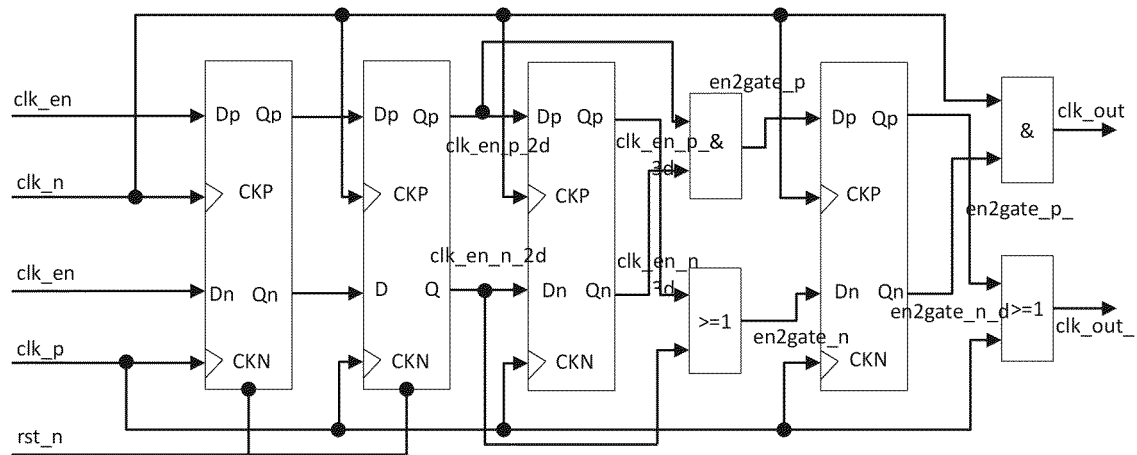 clk_en
clk_n
clk_en
clk_p
rst_n
Dp Qp
CKP
Dn Qn
CKN
Dp Qp
CKP
D Q
CKN
clk_en_p_2d
clk_en_n_2d
Dp Qp
CKP
Dn Qn
CKN
clk_en_p_
3d
clk_en_n
3d
&
>=1
en2gate_p
en2gate_n
Dp Qp
CKP
Dn Qn
CKN
en2gate_p_
en2gate_n_d
&
>=1
clk_out
clk_out_